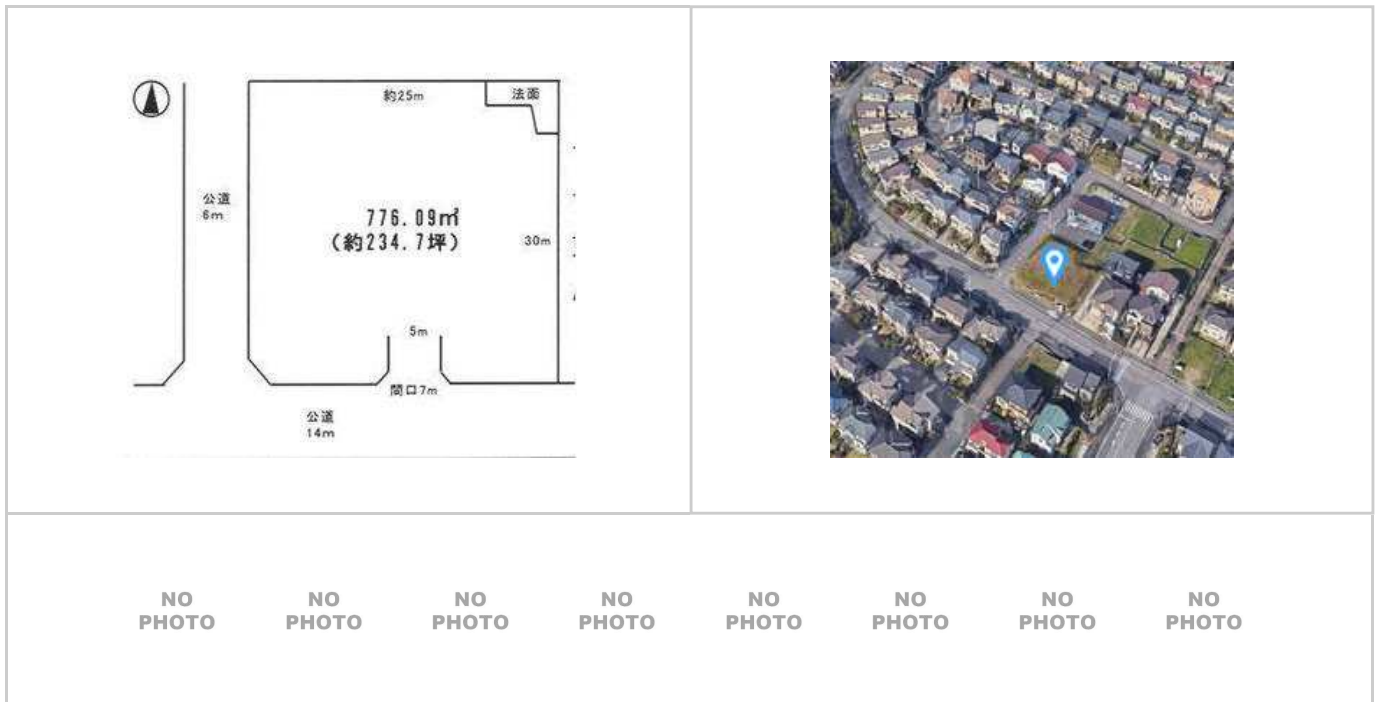 約25m
法面
公道
6m
776.09㎡
(約234.7坪)
30m
5m
間口7m
公道
14m
NO
PHOTO
NO
PHOTO
NO
PHOTO
NO
PHOTO
NO
PHOTO
NO
PHOTO
NO
PHOTO
NO
PHOTO